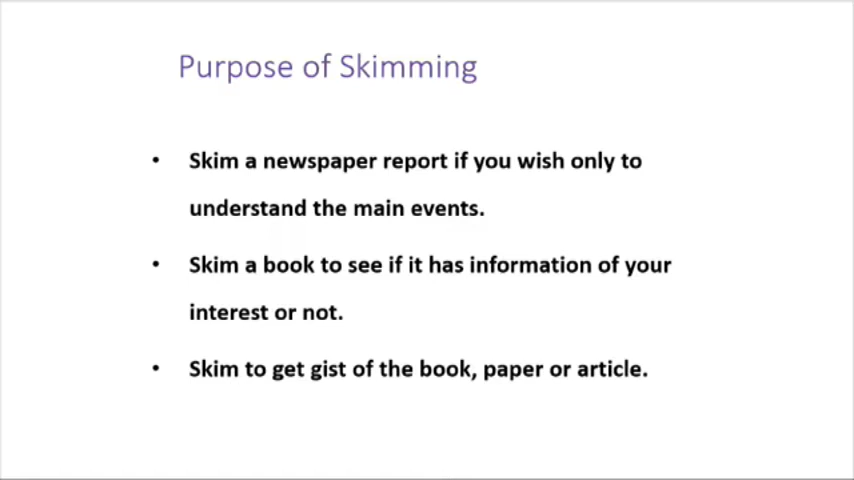 Purpose of Skimming
• Skim a newspaper report if you wish only to
understand the main events.
• Skim a book to see if it has information of your
interest or not.
• Skim to get gist of the book, paper or article.